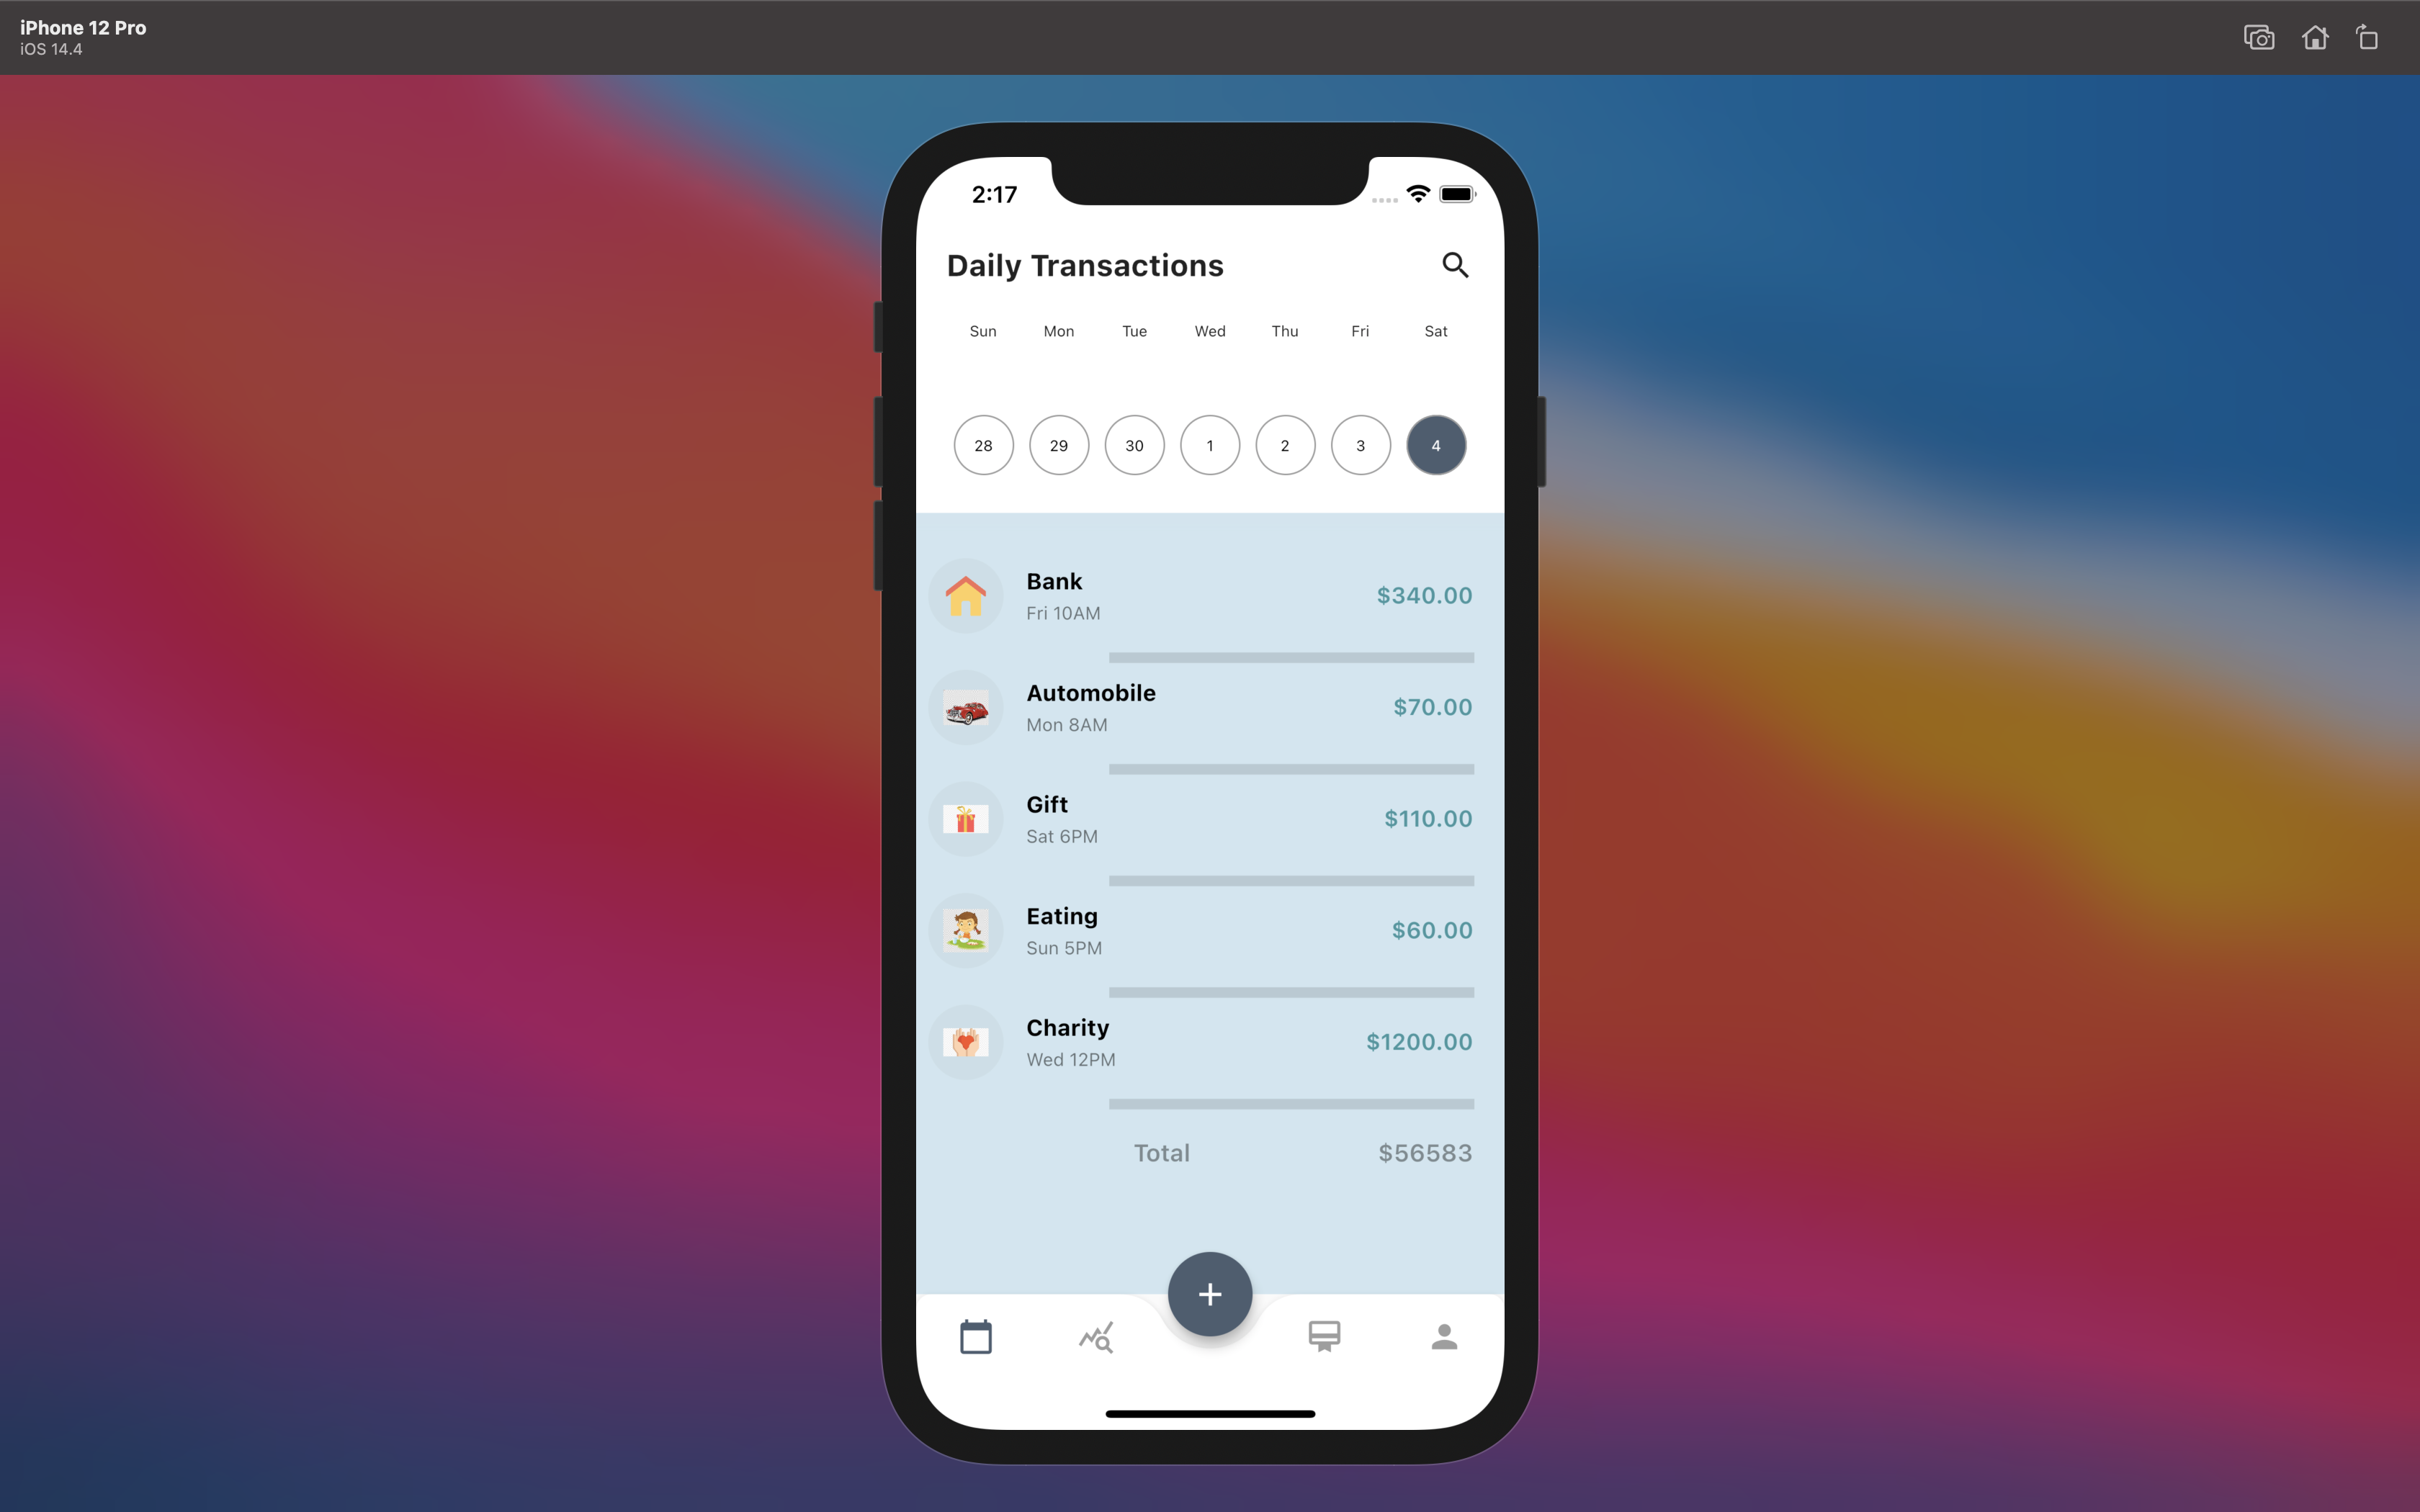 iPhone 12 Pro
iOS 14.4
2:17
Daily Transactions
Sun Mon Tue Wed Thu Fri Sat
28 29 30 1 2 3 4
Bank
Fri 10AM
$340.00
Automobile
Mon 8AM
$70.00
Gift
Sat 6PM
$110.00
Eating
Sun 5PM
$60.00
Charity
Wed 12PM
$1200.00
Total $56583